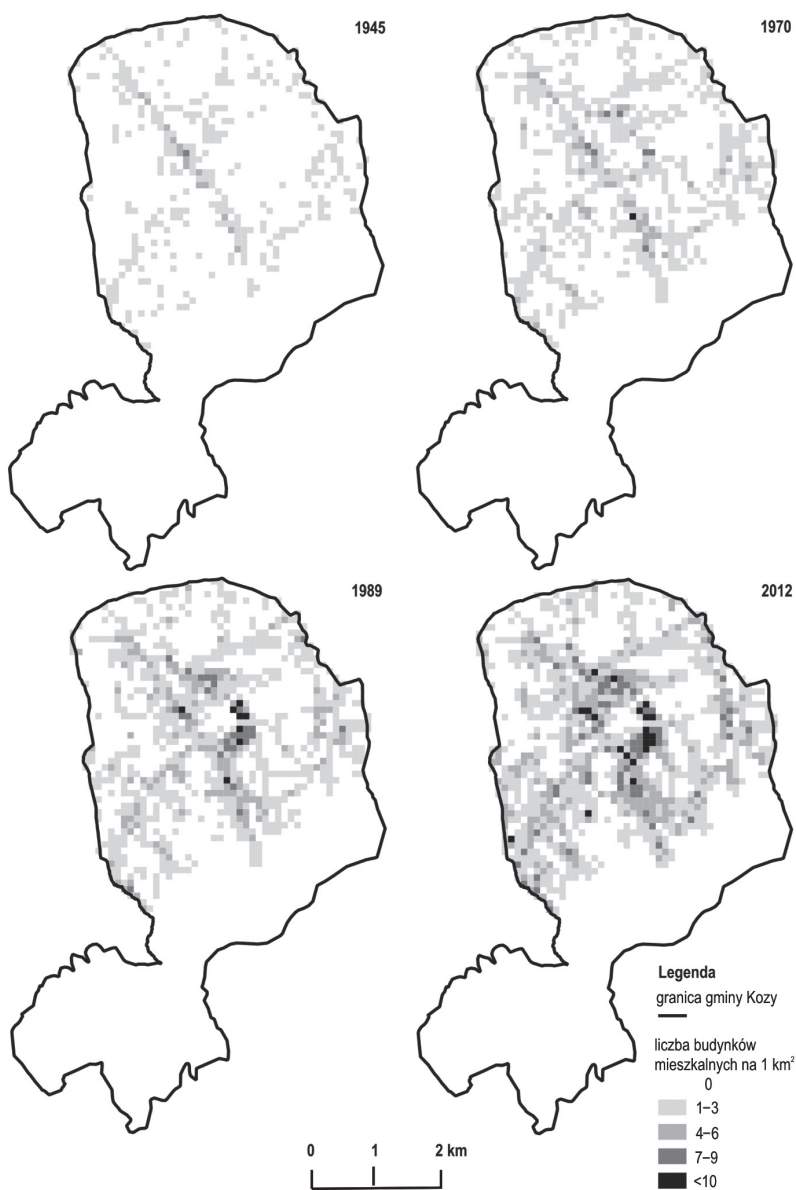 1945
1970
1989
2012
Legenda
granica gminy Kozy
liczba budynków
mieszkalnych na 1 km²
0
1–3
4–6
7–9
<10
0 1 2 km